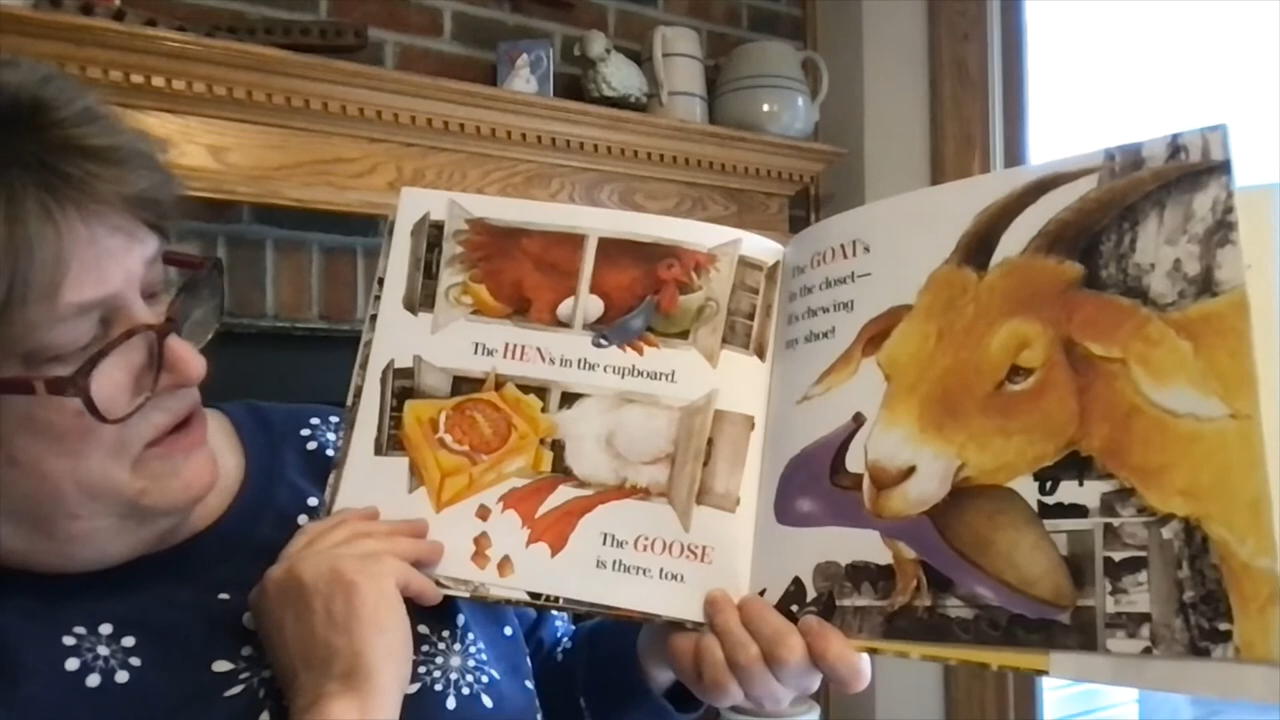 The HEN's in the cupboard.
The GOOSE
is there, too.
The GOAT's
in the closet—
it's chewing
my shoe!